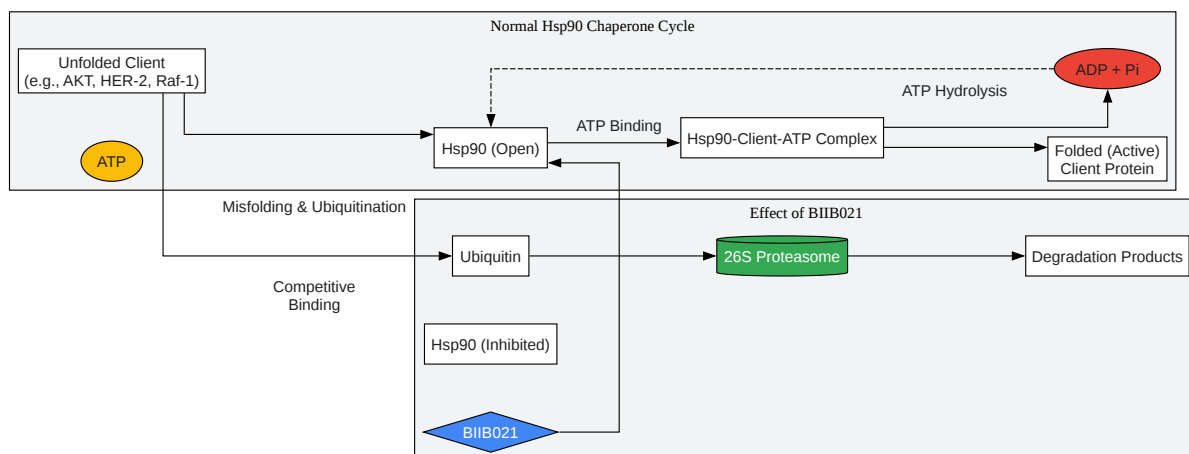 Normal Hsp90 Chaperone Cycle
Unfolded Client
(e.g., AKT, HER-2, Raf-1)
ADP + Pi
ATP Hydrolysis
ATP Binding
Hsp90 (Open)
Hsp90-Client-ATP Complex
ATP
Folded (Active)
Client Protein
Misfolding & Ubiquitination
Effect of BIIB021
Ubiquitin
26S Proteasome
Degradation Products
Competitive
Binding
Hsp90 (Inhibited)
BIIB021